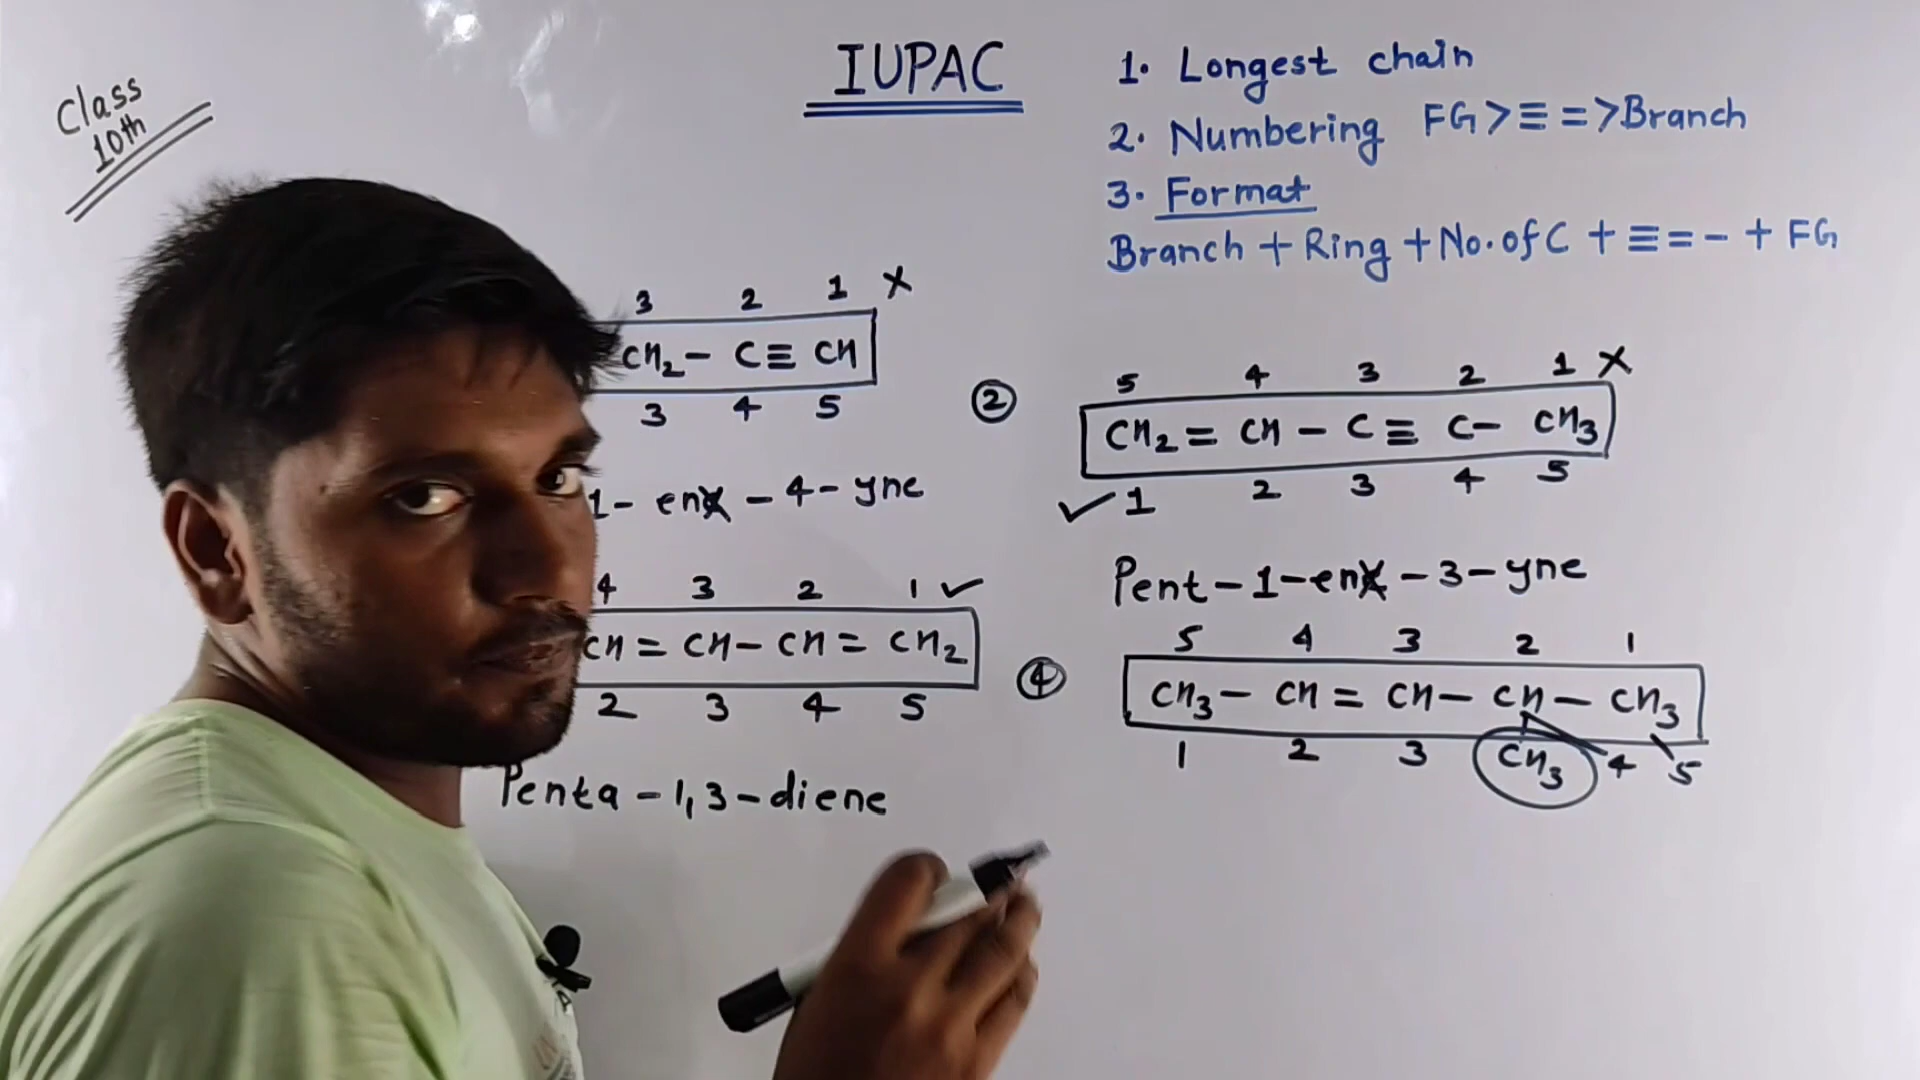 Class
10th
IUPAC
1. Longest chain
2. Numbering FG > ≡ = > Branch
3. Format
Branch + Ring + No. of C + ≡ = - + FG
3 2 1 X
CH₂ - C ≡ CH
3 4 5
1 - en - 4 - yne
②
5 4 3 2 1 X
CH₂ = CH - C ≡ C - CH₃
✓ 1 2 3 4 5
Pent - 1 - en - 3 - yne
4 3 2 1 ✓
CH = CH - CH = CH₂
2 3 4 5
Penta - 1,3 - diene
④
5 4 3 2 1
CH₃ - CH = CH - CH - CH₃
1 2 3 CH₃ 4 5